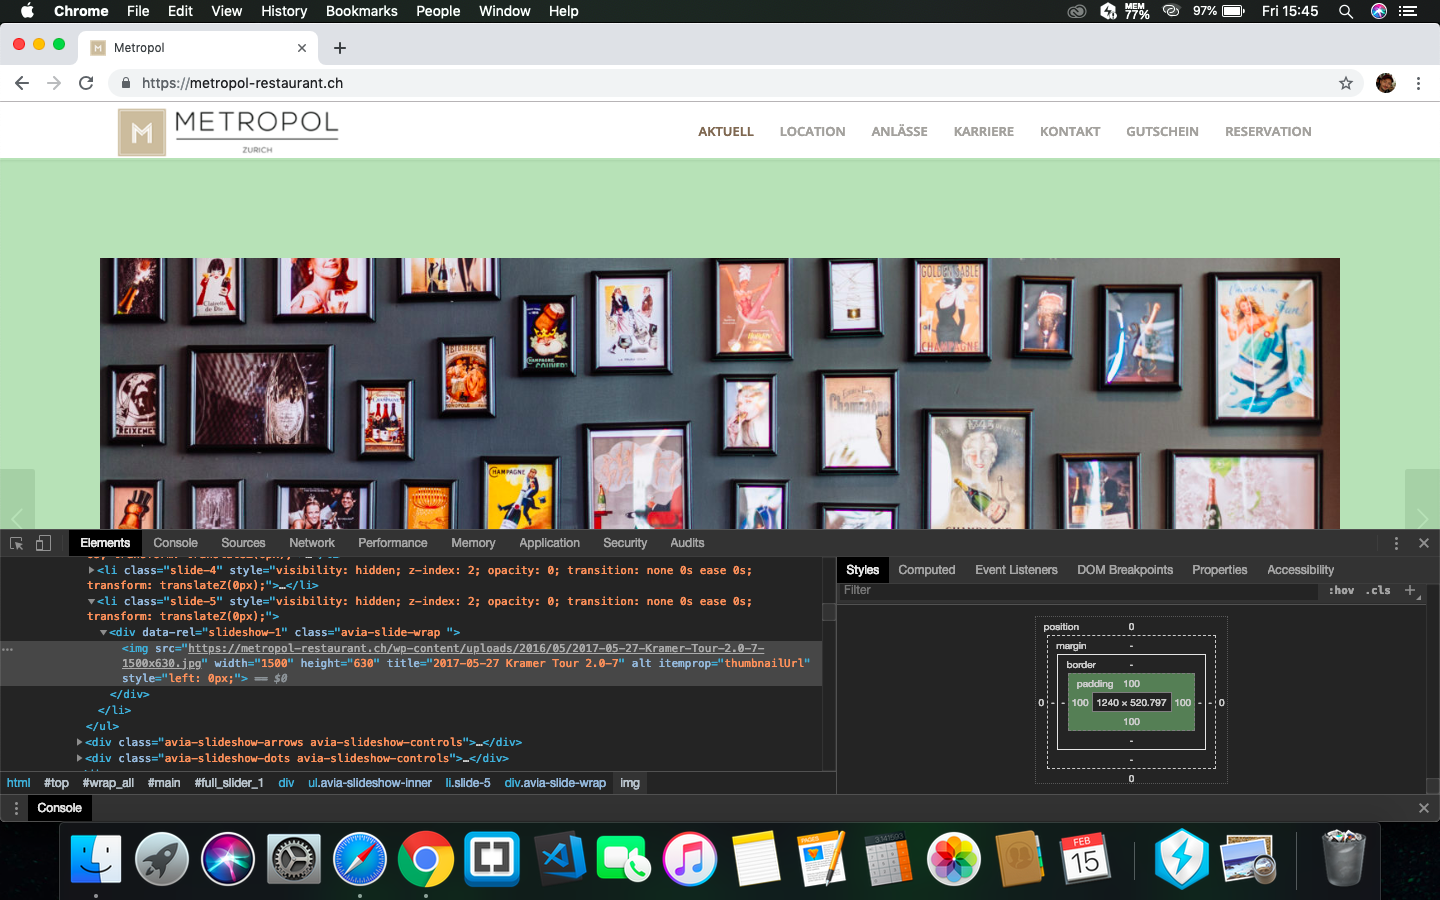 Chrome File Edit View History Bookmarks People Window Help
MEM 77% 97% Fri 15:45
Metropol
https://metropol-restaurant.ch
M METROPOL
ZURICH
AKTUELL LOCATION ANLÄSSE KARRIERE KONTAKT GUTSCHEIN RESERVATION
Elements Console Sources Network Performance Memory Application Security Audits
<li class="slide-4" style="visibility: hidden; z-index: 2; opacity: 0; transition: none 0s ease 0s;
transform: translateZ(0px);">…</li>
<li class="slide-5" style="visibility: hidden; z-index: 2; opacity: 0; transition: none 0s ease 0s;
transform: translateZ(0px);">
<div data-rel="slideshow-1" class="avia-slide-wrap ">
<img src="https://metropol-restaurant.ch/wp-content/uploads/2016/05/2017-05-27-Kramer-Tour-2.0-7-
1500x630.jpg" width="1500" height="630" title="2017-05-27 Kramer Tour 2.0-7" alt itemprop="thumbnailUrl"
style="left: 0px;"> == $0
</div>
</li>
</ul>
<div class="avia-slideshow-arrows avia-slideshow-controls">…</div>
<div class="avia-slideshow-dots avia-slideshow-controls">…</div>
html #top #wrap_all #main #full_slider_1 div ul.avia-slideshow-inner li.slide-5 div.avia-slide-wrap img
Styles Computed Event Listeners DOM Breakpoints Properties Accessibility
Filter :hov .cls +
position 0
margin -
border -
padding 100
0 - - 100 1240 × 520.797 100 - - 0
100
-
-
0
Console
PAGES
FEB
15